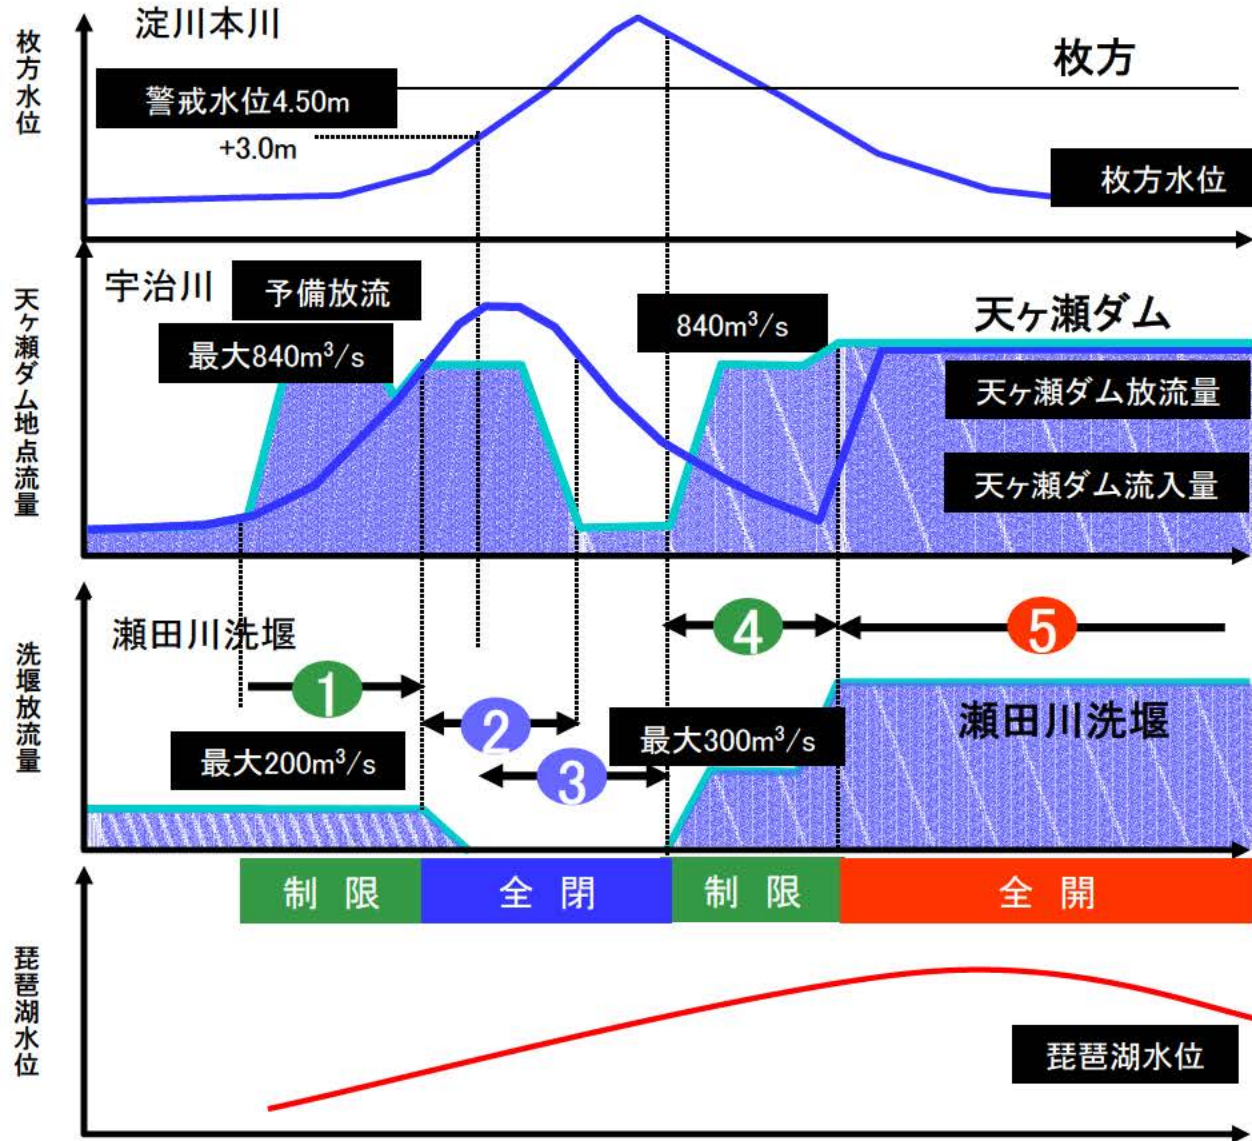 枚方水位
淀川本川
枚方
警戒水位4.50m
+3.0m
枚方水位
天ヶ瀬ダム地点流量
宇治川
予備放流
最大840m³/s
840m³/s
天ヶ瀬ダム
天ヶ瀬ダム放流量
天ヶ瀬ダム流入量
洗堰放流量
瀬田川洗堰
4
5
1
2
最大300m³/s
瀬田川洗堰
最大200m³/s
3
制 限
全 閉
制 限
全 開
琵琶湖水位
琵琶湖水位